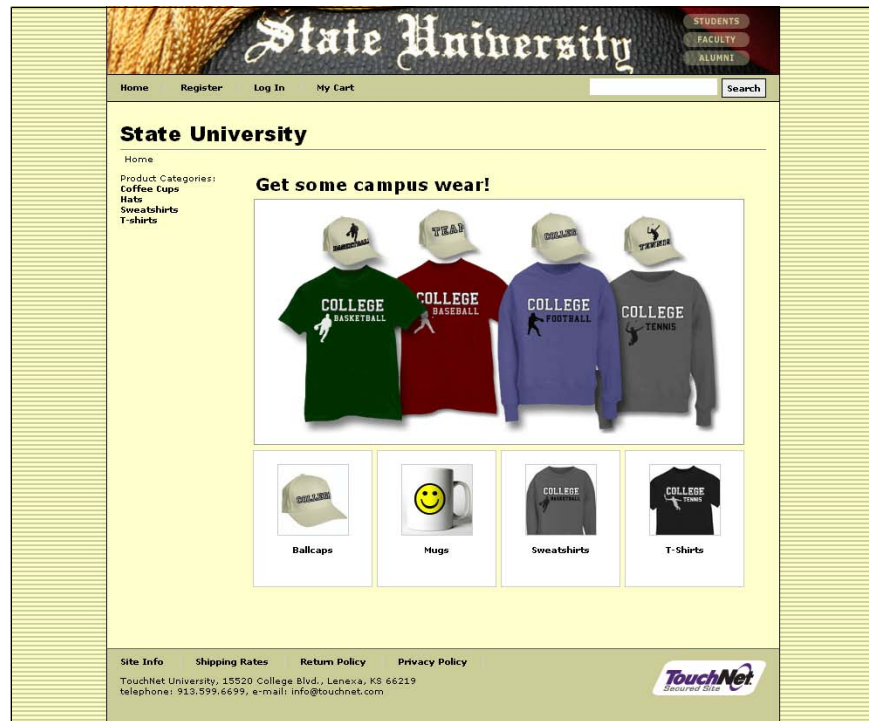 State University
STUDENTS
FACULTY
ALUMNI
Home Register Log In My Cart Search
State University
Home
Product Categories:
Coffee Cups
Hats
Sweatshirts
T-shirts
Get some campus wear!
BASKETBALL TEAM COLLEGE TENNIS
COLLEGE BASKETBALL
COLLEGE BASEBALL
COLLEGE FOOTBALL
COLLEGE TENNIS
COLLEGE
COLLEGE BASKETBALL
COLLEGE TENNIS
Ballcaps Mugs Sweatshirts T-Shirts
Site Info Shipping Rates Return Policy Privacy Policy
TouchNet University, 15520 College Blvd., Lenexa, KS 66219
telephone: 913.599.6699, e-mail: info@touchnet.com
TouchNet
Secured Site